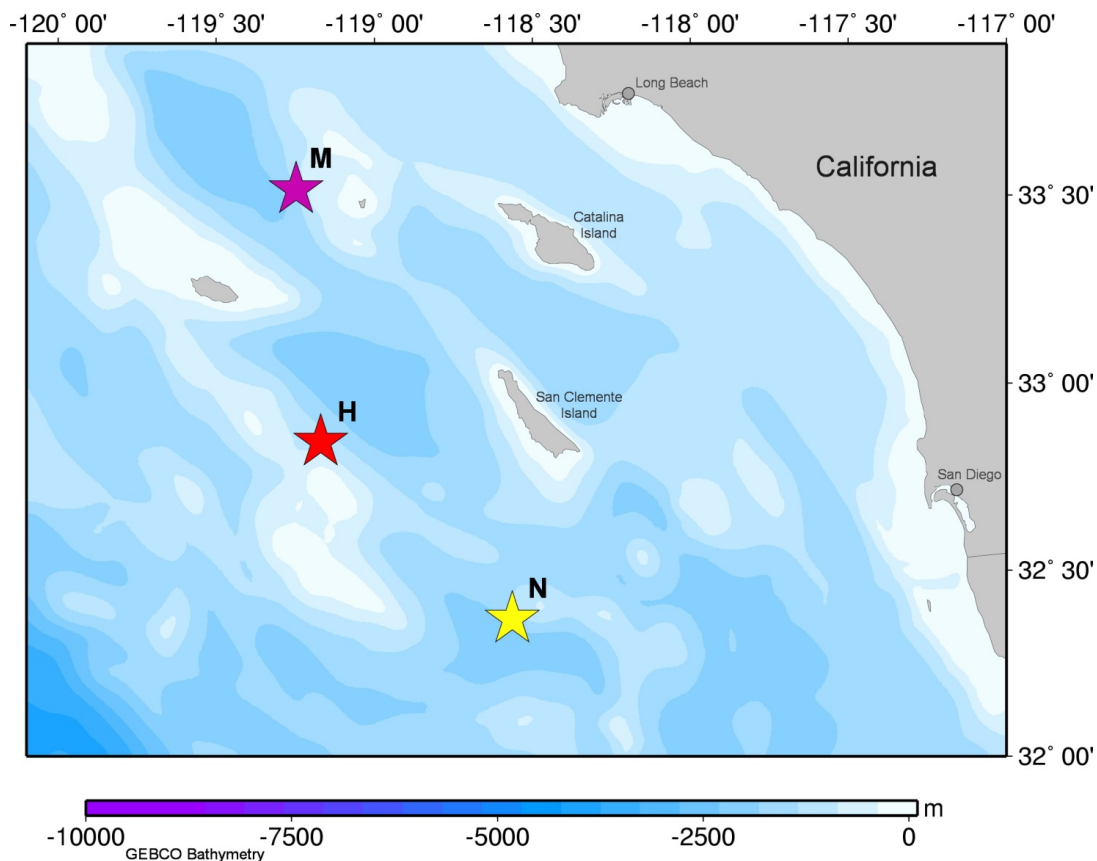 -120° 00' -119° 30' -119° 00' -118° 30' -118° 00' -117° 30' -117° 00'
Long Beach
California
M
33° 30'
Catalina
Island
33° 00'
San Clemente
Island
H
San Diego
32° 30'
N
32° 00'
m
-10000 -7500 -5000 -2500 0
GEBCO Bathymetry